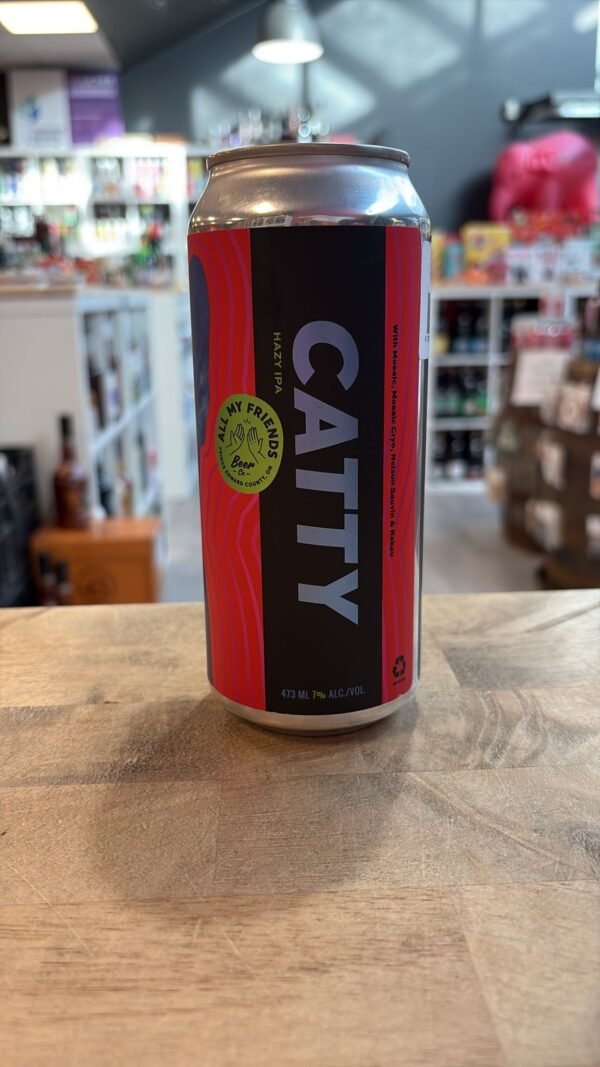 CATTY
HAZY IPA
ALL MY FRIENDS
Beer
Co
PRINCE EDWARD COUNTY, ON
With Mosaic, Mosaic Cryo, Nelson Sauvin & Rakau
473 ML 7% ALC./VOL.